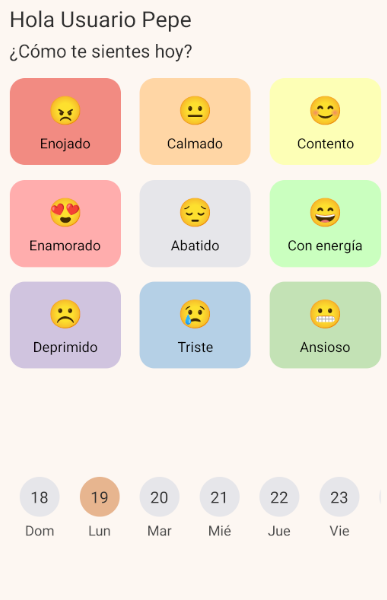 Hola Usuario Pepe
¿Cómo te sientes hoy?
Enojado Calmado Contento
Enamorado Abatido Con energía
Deprimido Triste Ansioso
18 19 20 21 22 23
Dom Lun Mar Mié Jue Vie